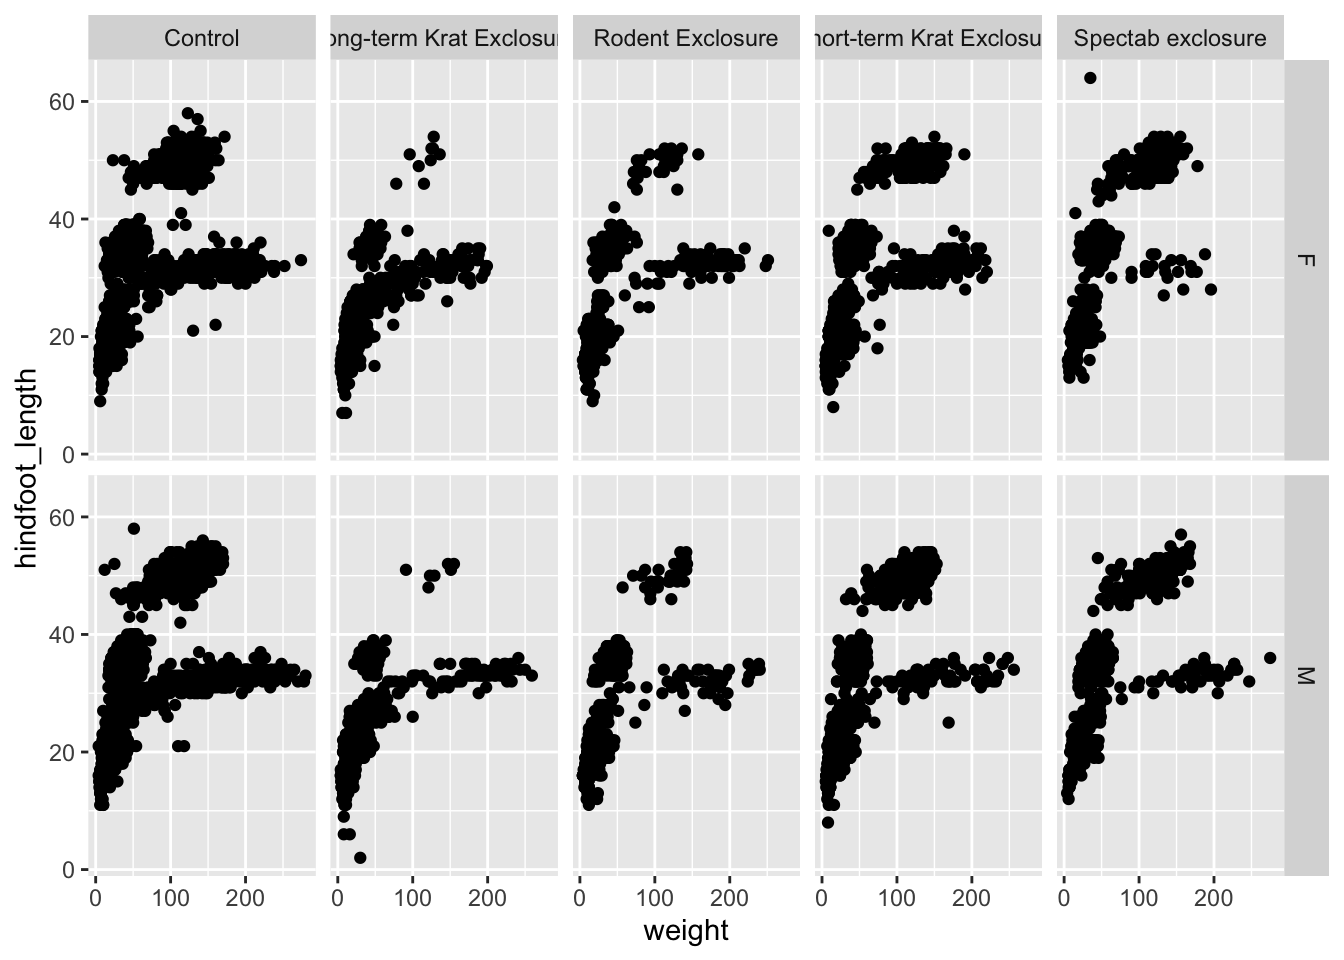 Control
ong-term Krat Exclosur
Rodent Exclosure
hort-term Krat Exclosu
Spectab exclosure
60
40
20
0
F
60
40
20
0
M
0 100 200
0 100 200
0 100 200
0 100 200
0 100 200
weight
hindfoot_length